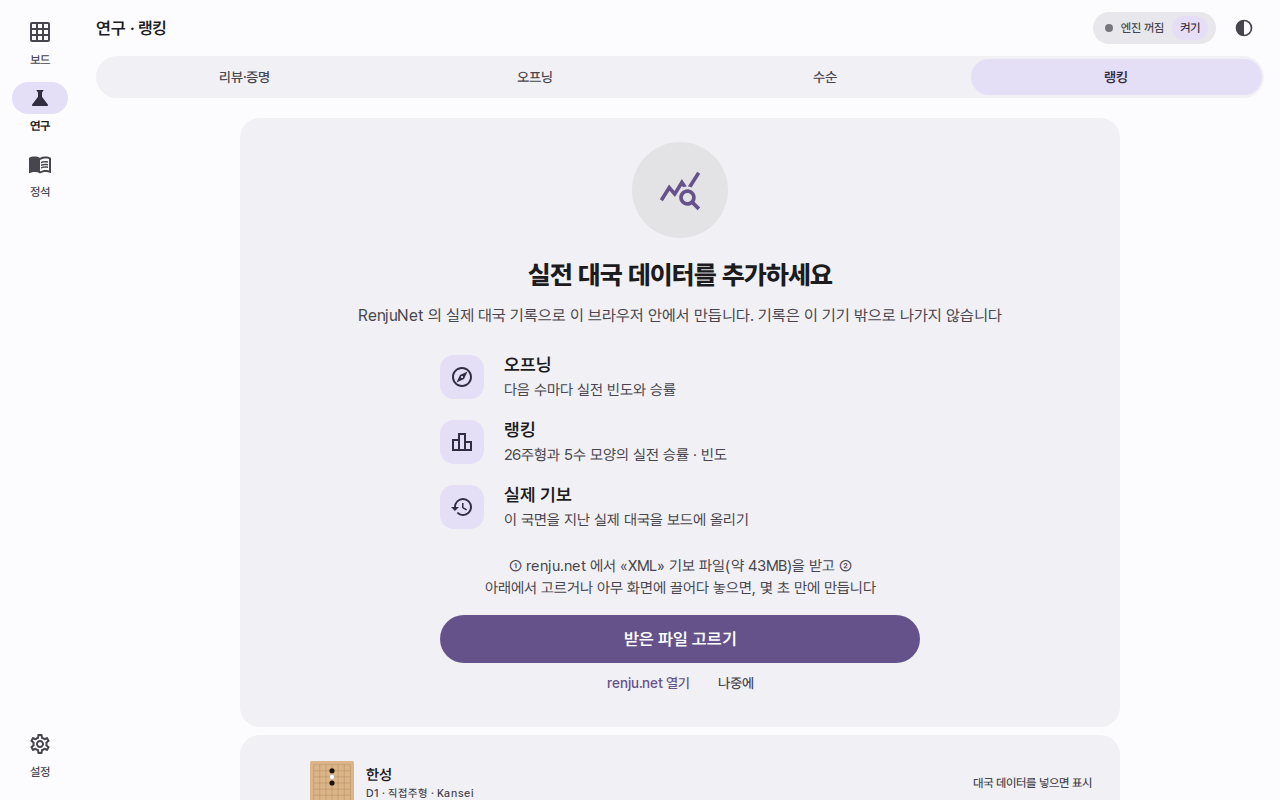 연구 · 랭킹
엔진 꺼짐 켜기
보드
연구
정석
설정
리뷰·증명 오프닝 수순 랭킹
실전 대국 데이터를 추가하세요
RenjuNet 의 실제 대국 기록으로 이 브라우저 안에서 만듭니다. 기록은 이 기기 밖으로 나가지 않습니다
오프닝
다음 수마다 실전 빈도와 승률
랭킹
26주형과 5수 모양의 실전 승률 · 빈도
실제 기보
이 국면을 지난 실제 대국을 보드에 올리기
① renju.net 에서 «XML» 기보 파일(약 43MB)을 받고 ②
아래에서 고르거나 아무 화면에 끌어다 놓으면, 몇 초 만에 만듭니다
받은 파일 고르기
renju.net 열기 나중에
한성
D1 · 직접주형 · Kansei
대국 데이터를 넣으면 표시